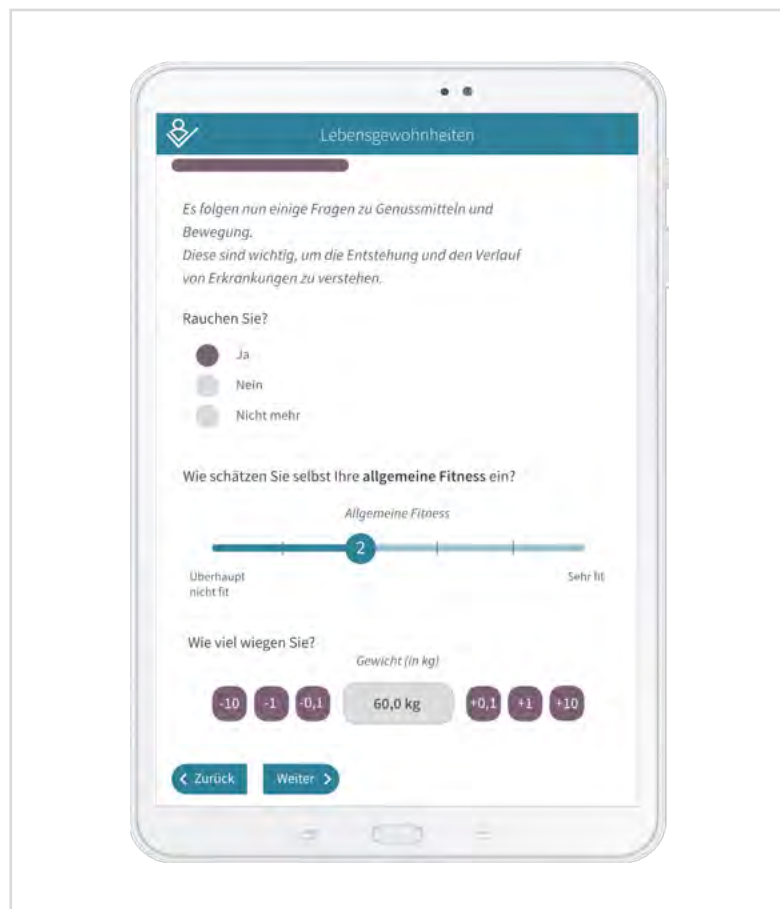 Lebensgewohnheiten
Es folgen nun einige Fragen zu Genussmitteln und
Bewegung.
Diese sind wichtig, um die Entstehung und den Verlauf
von Erkrankungen zu verstehen.
Rauchen Sie?
Ja
Nein
Nicht mehr
Wie schätzen Sie selbst Ihre allgemeine Fitness ein?
Allgemeine Fitness
2
Überhaupt
nicht fit
Sehr fit
Wie viel wiegen Sie?
Gewicht (in kg)
-10 -1 -0,1 60,0 kg +0,1 +1 +10
Zurück Weiter